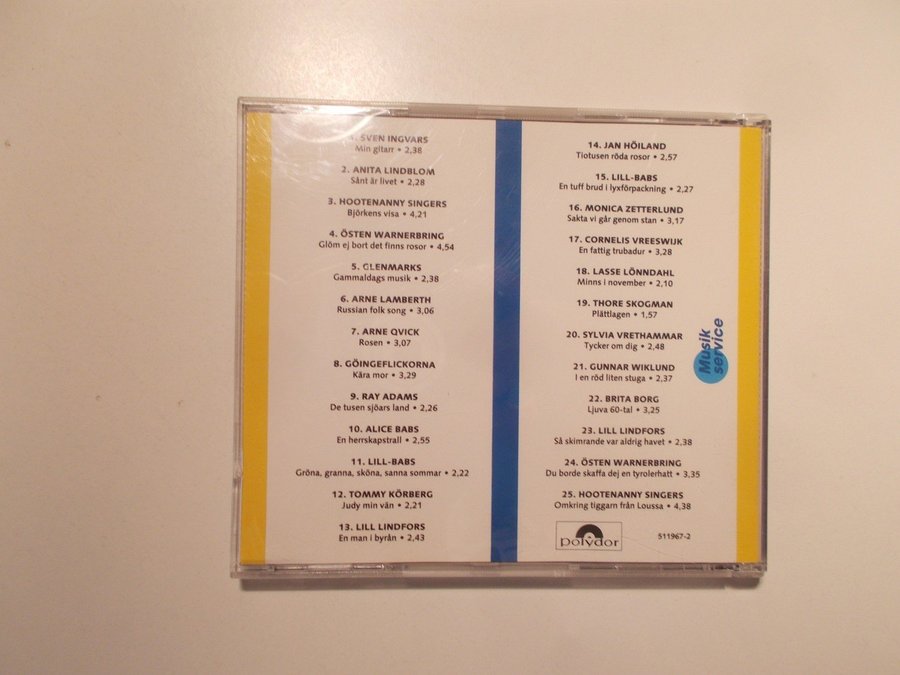 1. SVEN INGVARS
Min gitarr • 2,38
2. ANITA LINDBLOM
Sånt är livet • 2,28
3. HOOTENANNY SINGERS
Björkens visa • 4,21
4. ÖSTEN WARNERBRING
Glöm ej bort det finns rosor • 4,54
5. GLENMARKS
Gammaldags musik • 2,38
6. ARNE LAMBERTH
Russian folk song • 3,06
7. ARNE QVICK
Rosen • 3,07
8. GÖINGEFLICKORNA
Kära mor • 3,29
9. RAY ADAMS
De tusen sjöars land • 2,26
10. ALICE BABS
En herrskapstrall • 2,55
11. LILL-BABS
Gröna, granna, sköna, sanna sommar • 2,22
12. TOMMY KÖRBERG
Judy min vän • 2,21
13. LILL LINDFORS
En man i byrån • 2,43
14. JAN HÖILAND
Tiotusen röda rosor • 2,57
15. LILL-BABS
En tuff brud i lyxförpackning • 2,27
16. MONICA ZETTERLUND
Sakta vi går genom stan • 3,17
17. CORNELIS VREESWIJK
En fattig trubadur • 3,28
18. LASSE LÖNNDAHL
Minns i november • 2,10
19. THORE SKOGMAN
Plättlagen • 1,57
20. SYLVIA VRETHAMMAR
Tycker om dig • 2,48
21. GUNNAR WIKLUND
I en röd liten stuga • 2,37
22. BRITA BORG
Ljuva 60-tal • 3,25
23. LILL LINDFORS
Så skimrande var aldrig havet • 2,38
24. ÖSTEN WARNERBRING
Du borde skaffa dej en tyrolerhatt • 3,35
25. HOOTENANNY SINGERS
Omkring tiggarn från Loussa • 4,38
polydor
511967-2
Musik
service